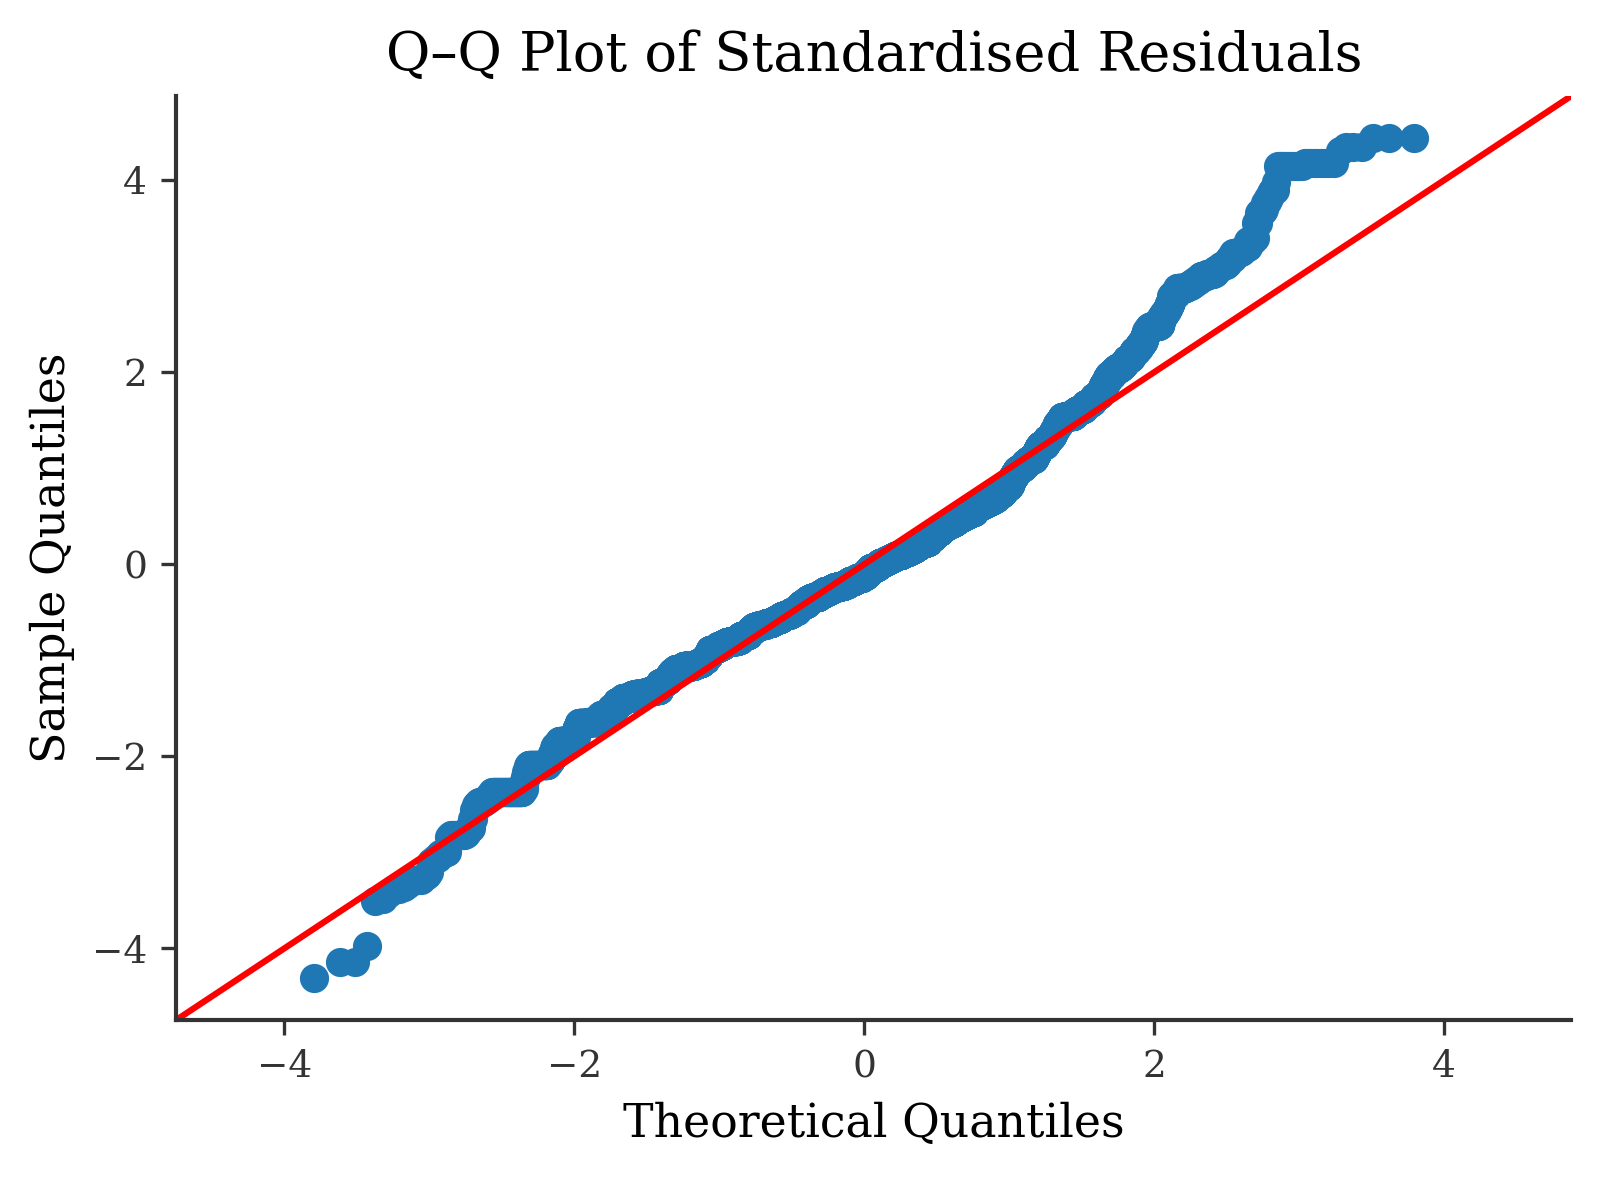 Q–Q Plot of Standardised Residuals
Sample Quantiles
4
2
0
−2
−4
−4 −2 0 2 4
Theoretical Quantiles